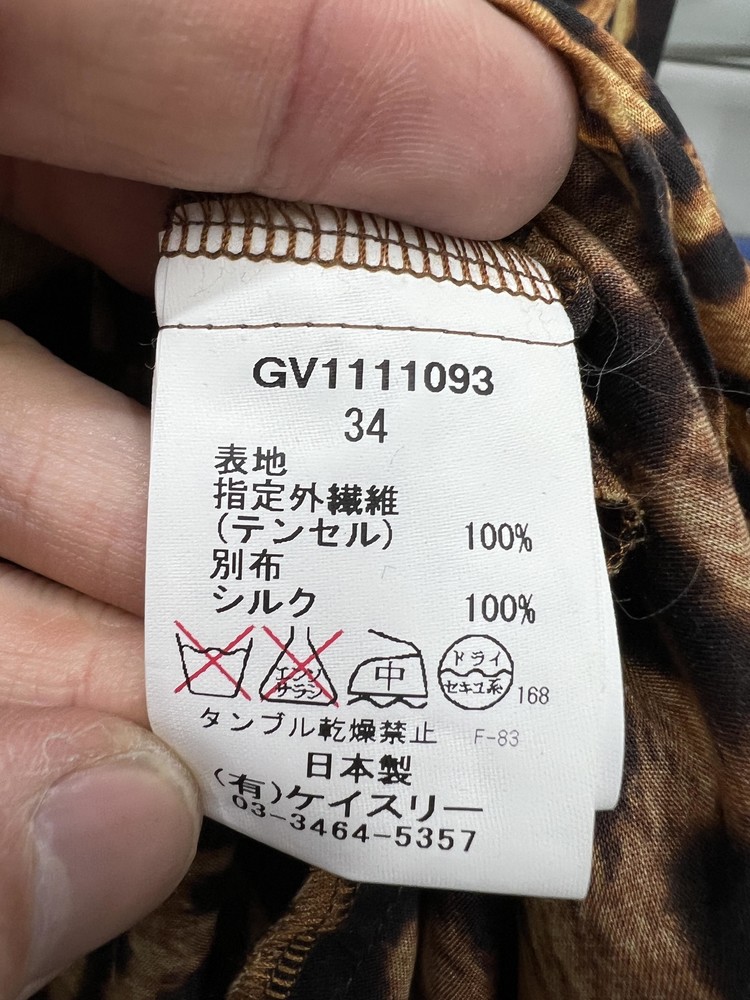 GV1111093
34
表地
指定外繊維
(テンセル) 100%
別布
シルク 100%
エンソ サラシ 中 ドライ セキユ系 168
タンブル乾燥禁止 F-83
日本製
(有)ケイスリー
03-3464-5357